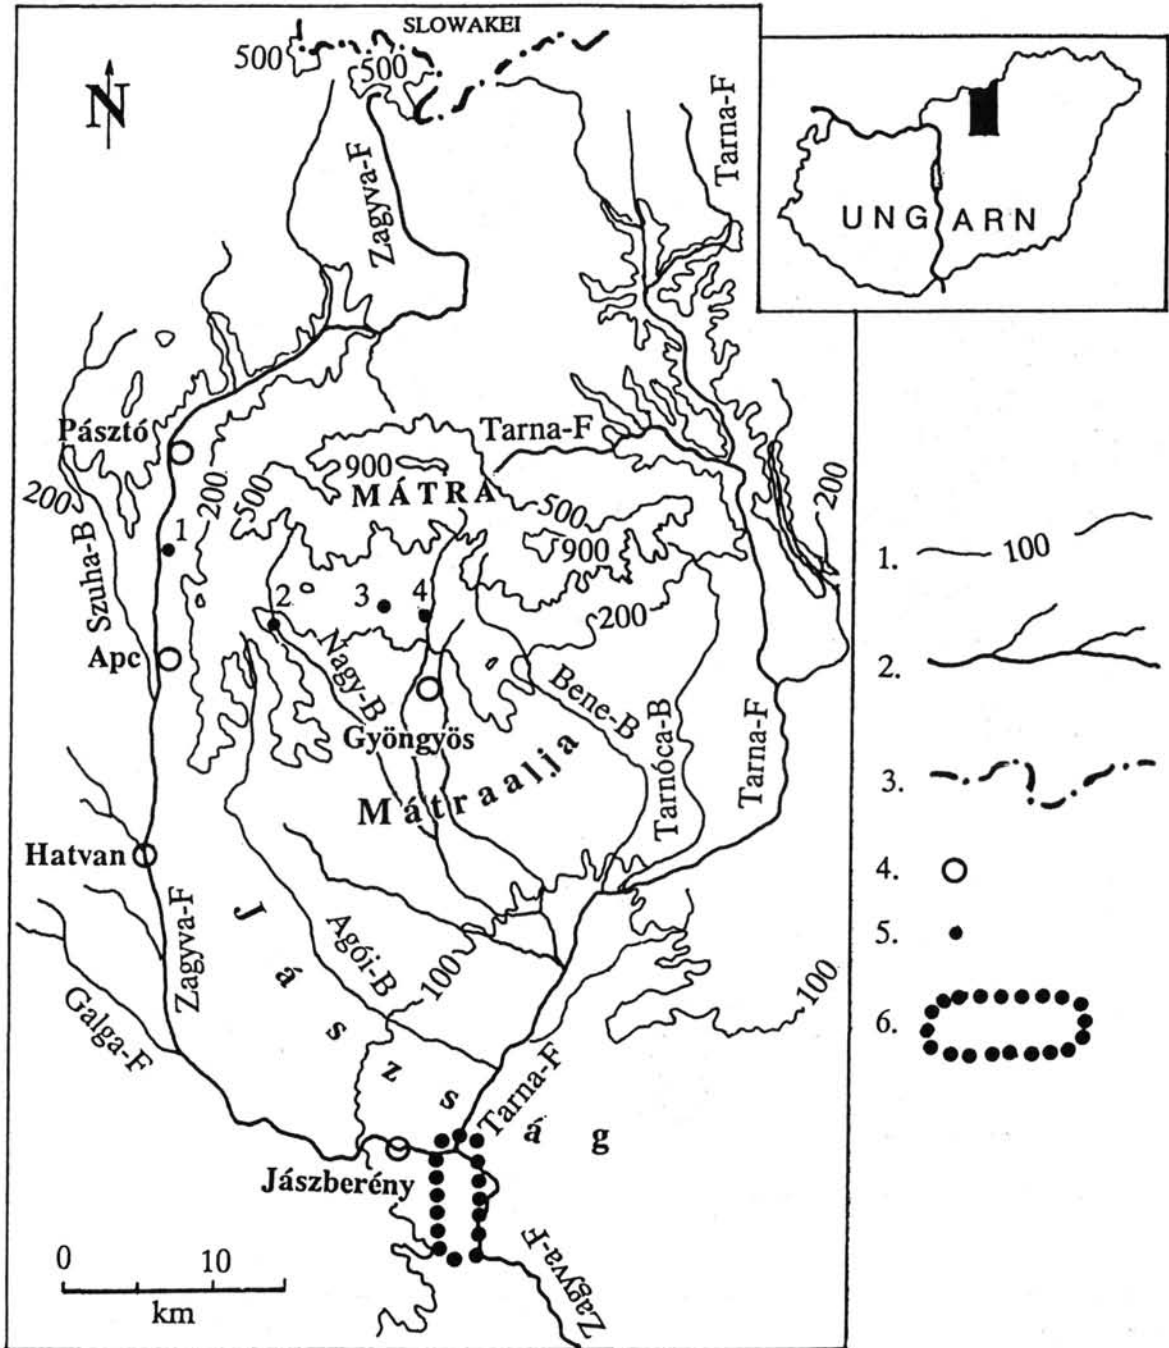 SLOWAKEI
500
500
N
Zagyva-F
Tarna-F
UNGARN
Pásztó
200
200
500
900
MÁTRA
Tarna-F
500
900
200
200
1
Szuha-B
2
3
4
Apc
Nagy-B
Gyöngyös
Bene-B
Mátraalja
Tarnóca-B
Tarna-F
Hatvan
Zagyva-F
Jászság
Agói-B
100
100
Galga-F
Tarna-F
Jászberény
Zagyva-F
0 10
km
1. 100
2.
3.
4.
5.
6.